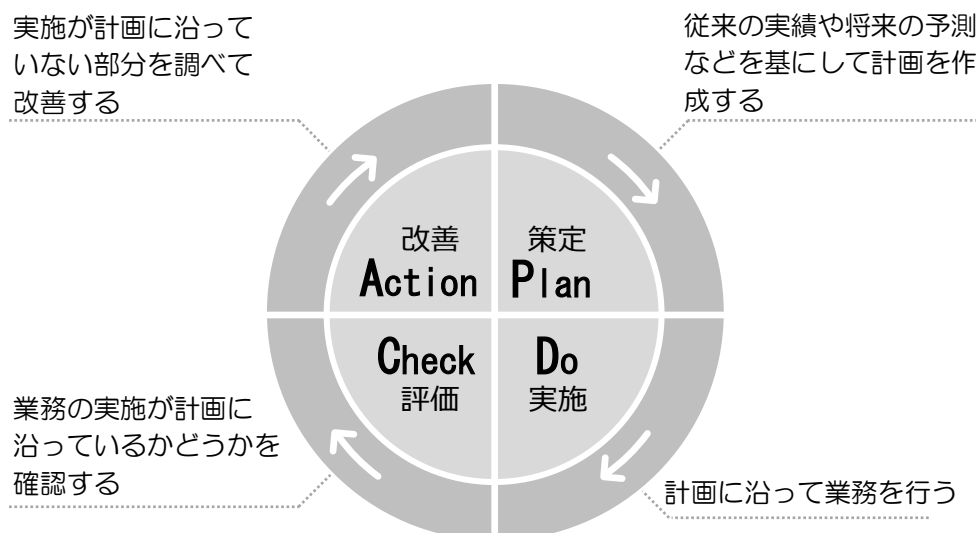 実施が計画に沿って
いない部分を調べて
改善する
従来の実績や将来の予測
などを基にして計画を作
成する
改善
Action
策定
Plan
Check
評価
Do
実施
業務の実施が計画に
沿っているかどうかを
確認する
計画に沿って業務を行う